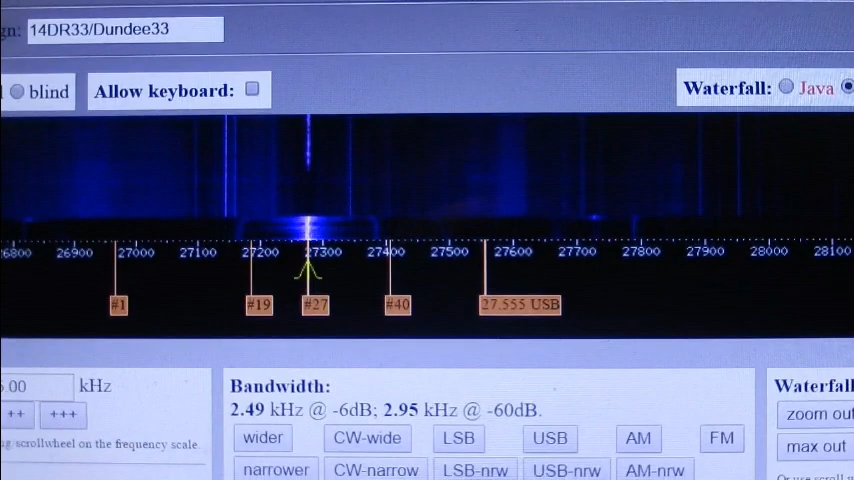 gn: 14DR33/Dundee33
blind Allow keyboard: Waterfall: Java
26800 26900 27000 27100 27200 27300 27400 27500 27600 27700 27800 27900 28000 28100
#1 #19 #27 #40 27.555 USB
.00 kHz Bandwidth: Waterfall
2.49 kHz @ -6dB; 2.95 kHz @ -60dB.
++ +++ wider CW-wide LSB USB AM FM zoom out
scrollwheel on the frequency scale. max out
narrower CW-narrow LSB-nrw USB-nrw AM-nrw